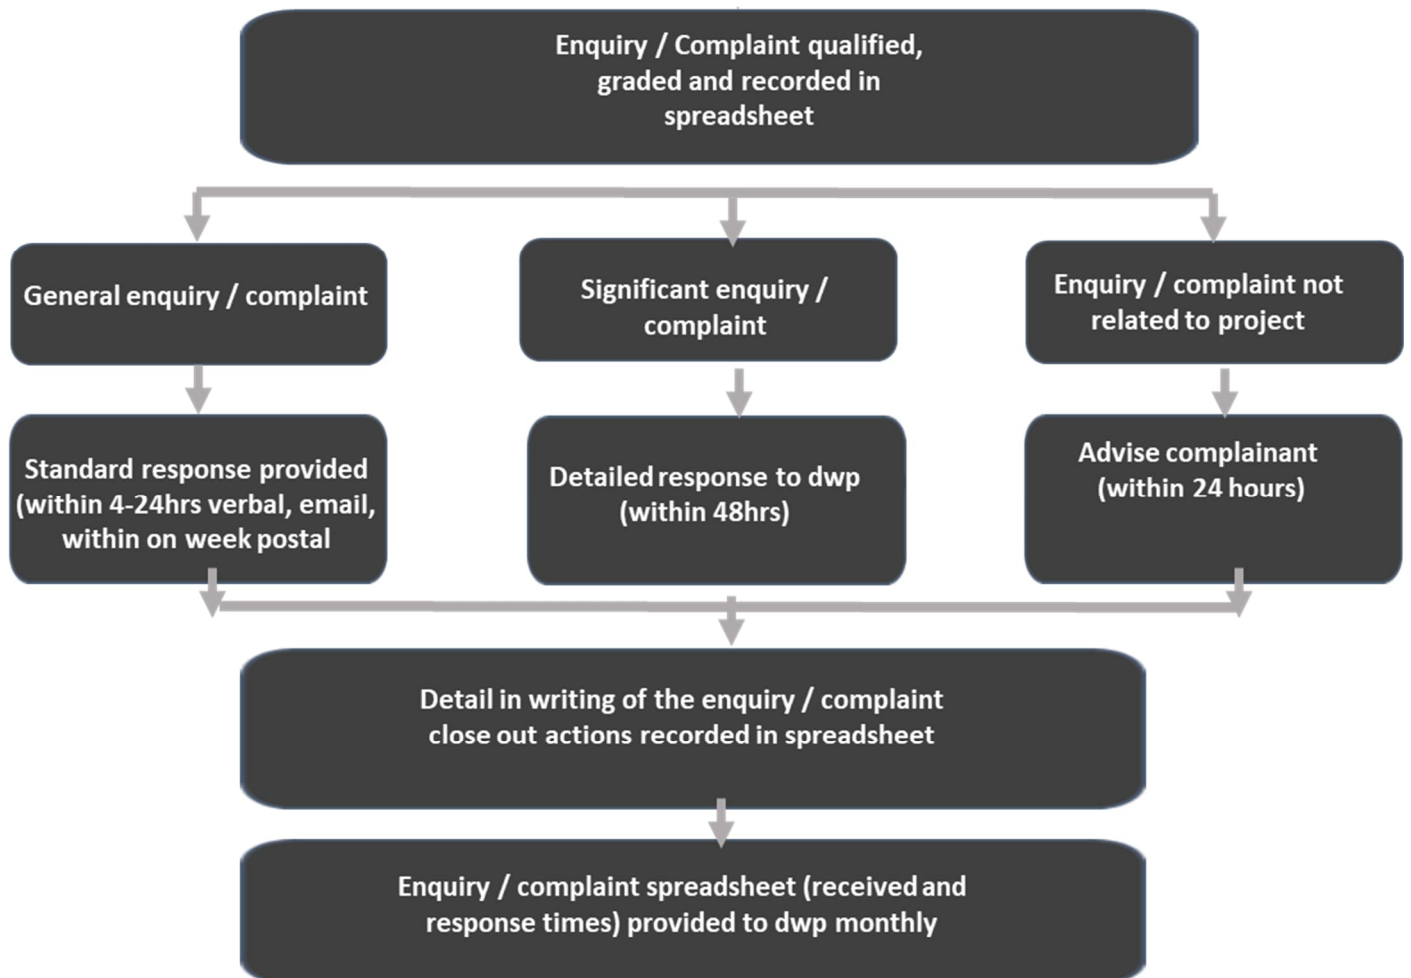 Enquiry / Complaint qualified,
graded and recorded in
spreadsheet
General enquiry / complaint
Significant enquiry /
complaint
Enquiry / complaint not
related to project
Standard response provided
(within 4-24hrs verbal, email,
within on week postal
Detailed response to dwp
(within 48hrs)
Advise complainant
(within 24 hours)
Detail in writing of the enquiry / complaint
close out actions recorded in spreadsheet
Enquiry / complaint spreadsheet (received and
response times) provided to dwp monthly